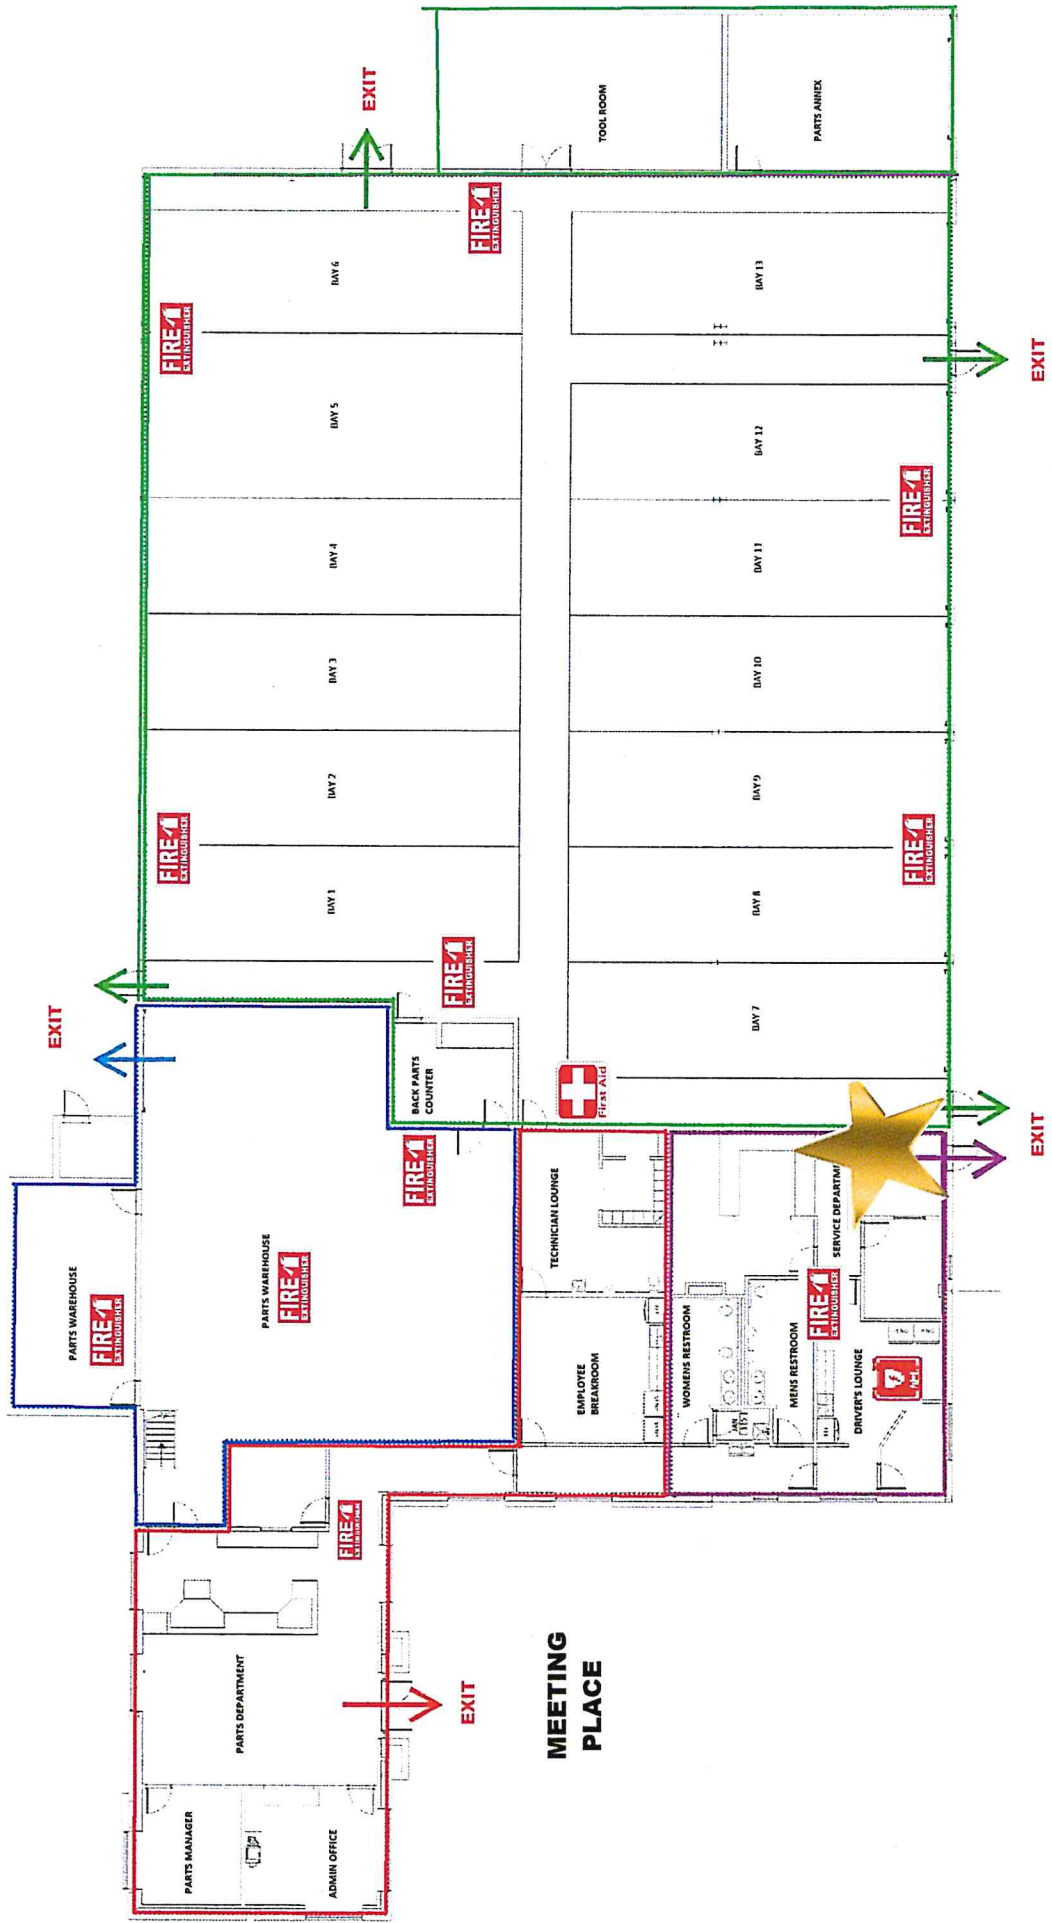 EXIT
TOOL ROOM
PARTS ANNEX
FIRE
EXTINGUISHER
BAY 6
BAY 13
FIRE
EXTINGUISHER
EXIT
BAY 5
BAY 12
BAY 4
FIRE
EXTINGUISHER
BAY 11
BAY 3
BAY 10
BAY 2
BAY 9
FIRE
EXTINGUISHER
FIRE
EXTINGUISHER
BAY 1
BAY 8
FIRE
EXTINGUISHER
EXIT
BAY 7
BACK PARTS
COUNTER
First Aid
EXIT
FIRE
EXTINGUISHER
TECHNICIAN LOUNGE
SERVICE DEPARTM
PARTS WAREHOUSE
FIRE
EXTINGUISHER
PARTS WAREHOUSE
FIRE
EXTINGUISHER
FIRE
EXTINGUISHER
EMPLOYEE
BREAKROOM
WOMENS RESTROOM
MENS RESTROOM
DRIVER'S LOUNGE
FIRE
EXTINGUISHER
PARTS DEPARTMENT
EXIT
MEETING
PLACE
PARTS MANAGER
ADMIN OFFICE